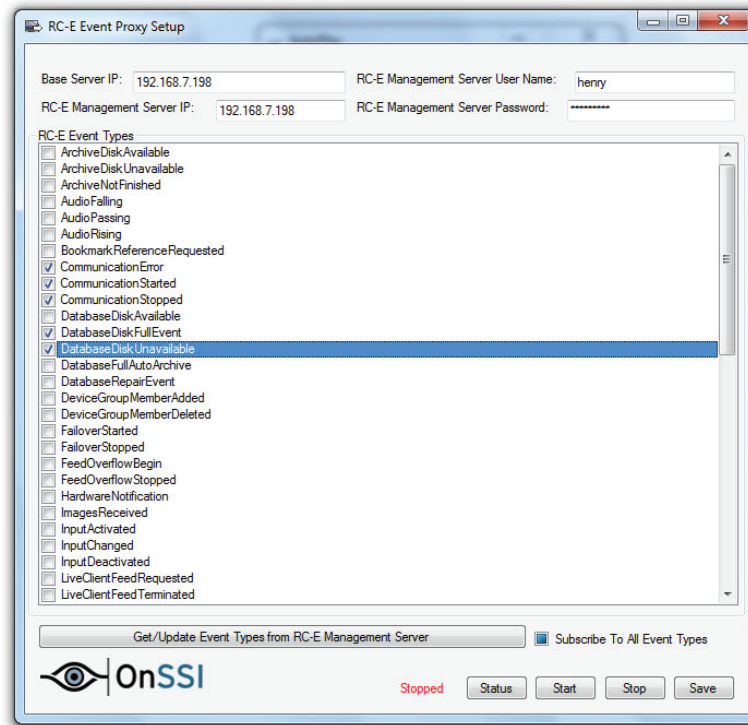 RC-E Event Proxy Setup
Base Server IP: 192.168.7.198 RC-E Management Server User Name: henry
RC-E Management Server IP: 192.168.7.198 RC-E Management Server Password: *********
RC-E Event Types
ArchiveDiskAvailable
ArchiveDiskUnavailable
ArchiveNotFinished
AudioFalling
AudioPassing
AudioRising
BookmarkReferenceRequested
CommunicationError
CommunicationStarted
CommunicationStopped
DatabaseDiskAvailable
DatabaseDiskFullEvent
DatabaseDiskUnavailable
DatabaseFullAutoArchive
DatabaseRepairEvent
DeviceGroupMemberAdded
DeviceGroupMemberDeleted
FailoverStarted
FailoverStopped
FeedOverflowBegin
FeedOverflowStopped
HardwareNotification
ImagesReceived
InputActivated
InputChanged
InputDeactivated
LiveClientFeedRequested
LiveClientFeedTerminated
Get/Update Event Types from RC-E Management Server Subscribe To All Event Types
OnSSI
Stopped Status Start Stop Save